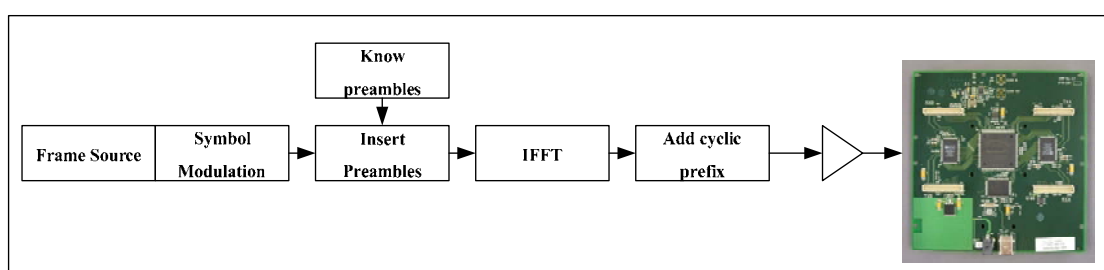 Know
preambles
Frame Source
Symbol
Modulation
Insert
Preambles
IFFT
Add cyclic
prefix